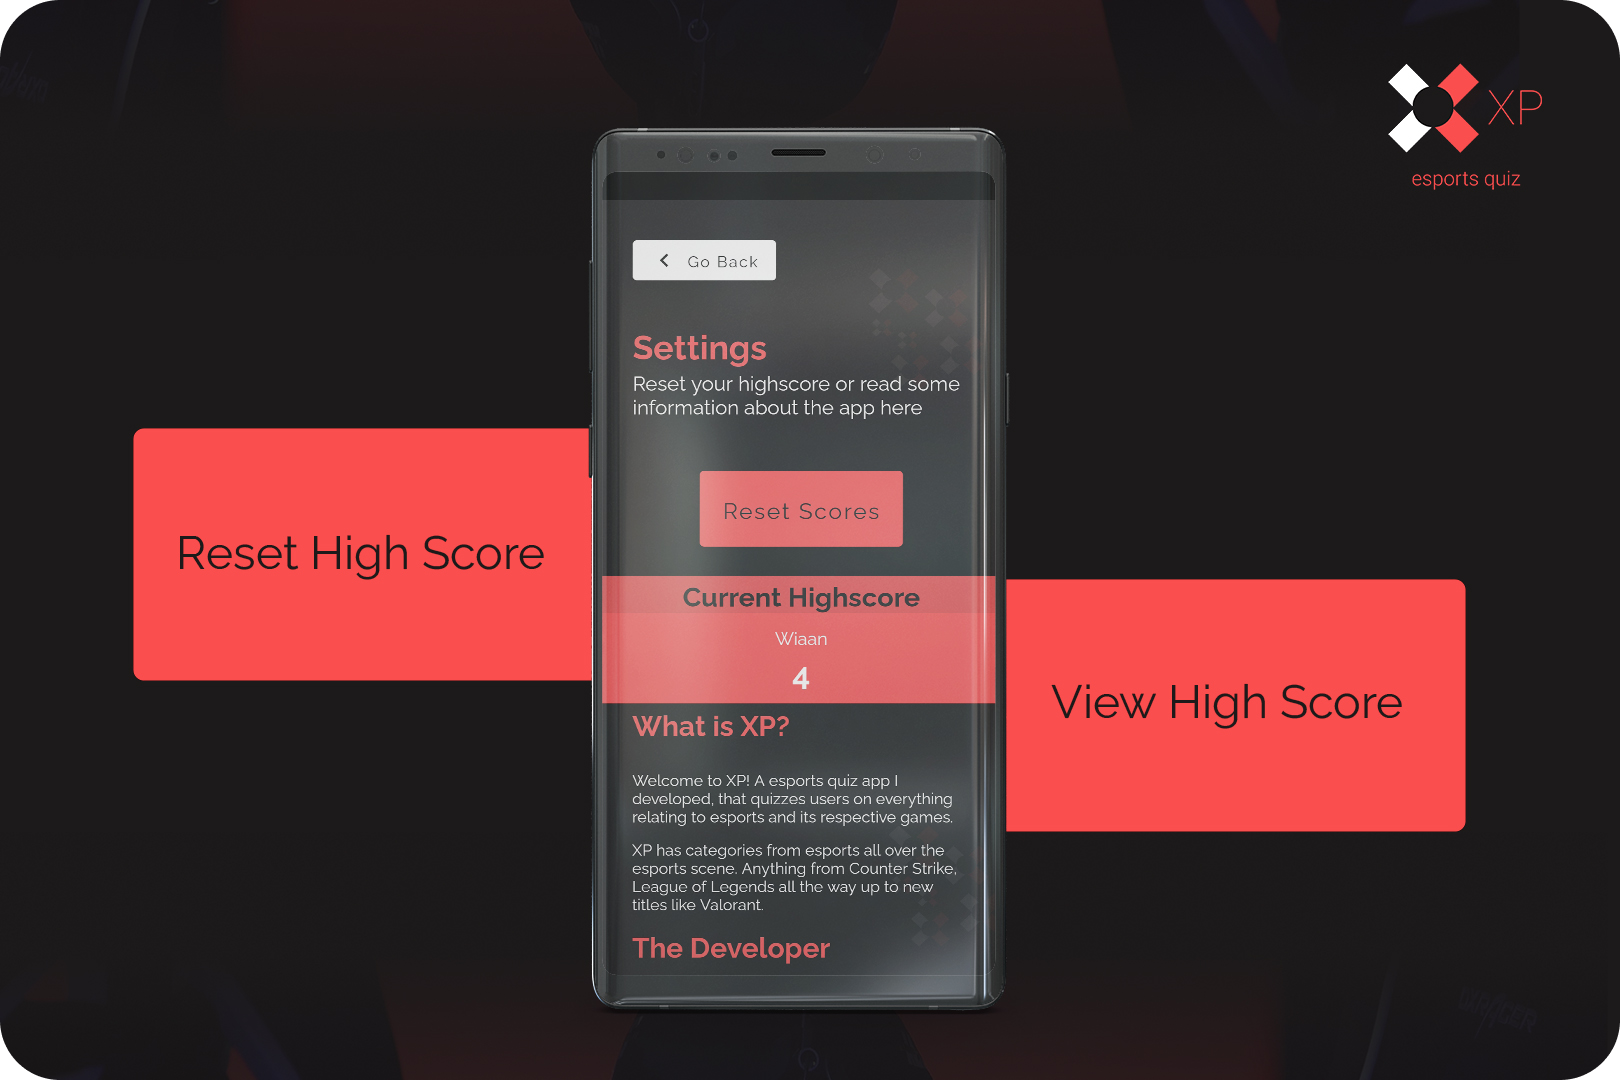 XP
esports quiz
Go Back
Settings
Reset your highscore or read some
information about the app here
Reset Scores
Reset High Score
Current Highscore
Wiaan
4
View High Score
What is XP?
Welcome to XP! A esports quiz app I
developed, that quizzes users on everything
relating to esports and its respective games.
XP has categories from esports all over the
esports scene. Anything from Counter Strike,
League of Legends all the way up to new
titles like Valorant.
The Developer